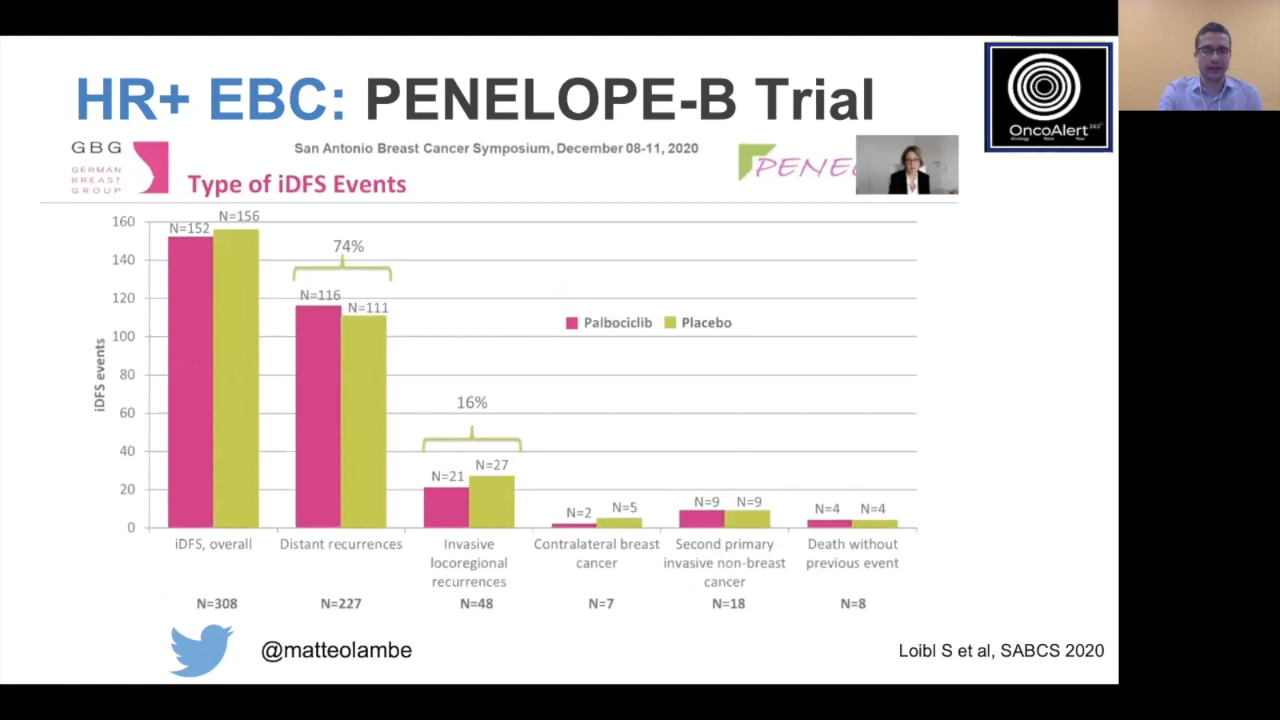 HR+ EBC: PENELOPE-B Trial
OncoAlert
GBG
GERMAN
BREAST
GROUP
San Antonio Breast Cancer Symposium, December 08-11, 2020
Type of iDFS Events
PENE
iDFS events
160
140
120
100
80
60
40
20
0
N=152
N=156
74%
N=116
N=111
16%
N=21
N=27
N=2
N=5
N=9
N=9
N=4
N=4
Palbociclib
Placebo
iDFS, overall
Distant recurrences
Invasive
locoregional
recurrences
Contralateral breast
cancer
Second primary
invasive non-breast
cancer
Death without
previous event
N=308
N=227
N=48
N=7
N=18
N=8
@matteolambe
Loibl S et al, SABCS 2020